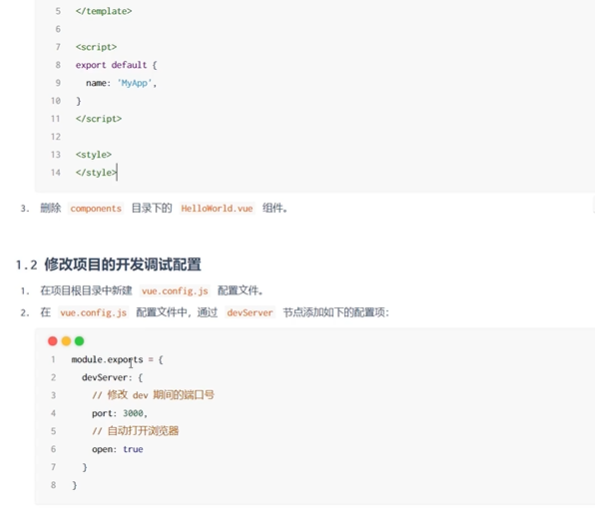 5 </template>
6
7 <script>
8 export default {
9   name: 'MyApp',
10 }
11 </script>
12
13 <style>
14 </style>
3. 删除 components 目录下的 HelloWorld.vue 组件。
1.2 修改项目的开发调试配置
1. 在项目根目录中新建 vue.config.js 配置文件。
2. 在 vue.config.js 配置文件中，通过 devServer 节点添加如下的配置项：
1 module.exports = {
2   devServer: {
3     // 修改 dev 期间的端口号
4     port: 3000,
5     // 自动打开浏览器
6     open: true
7   }
8 }